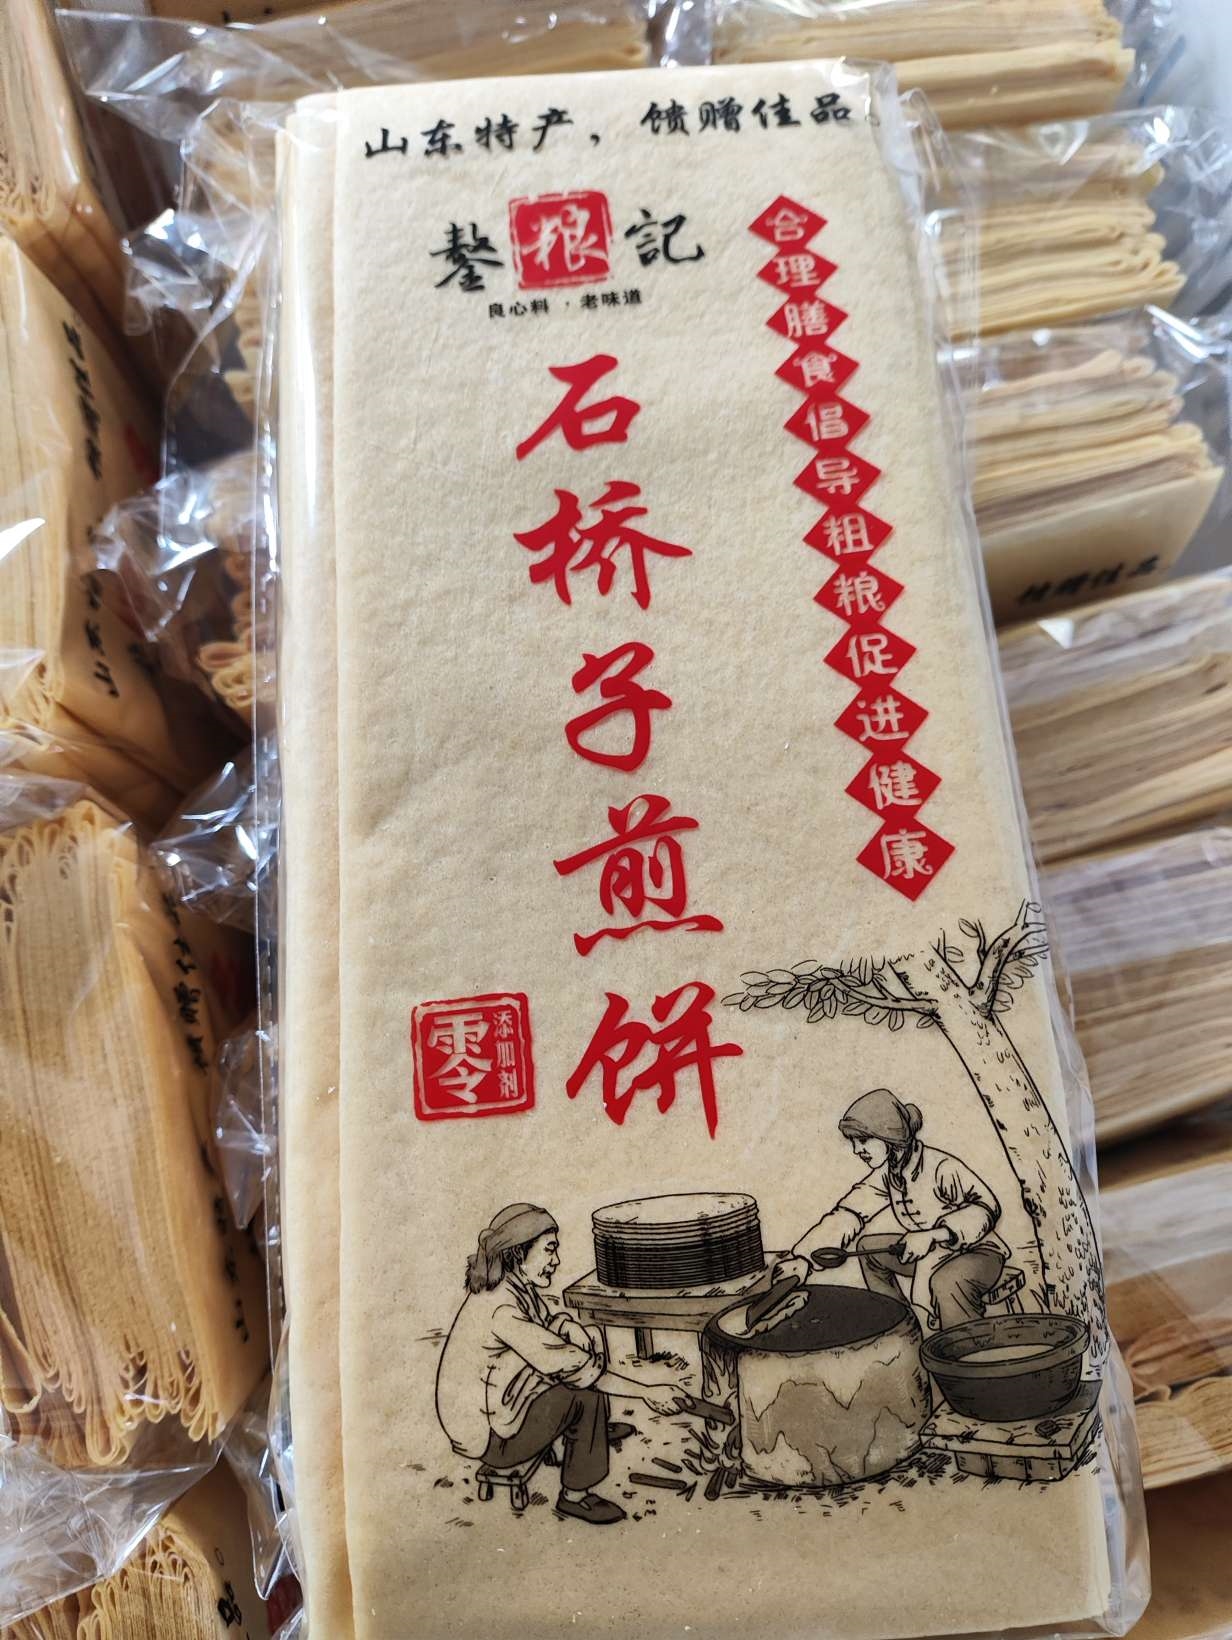 山东特产，馈赠佳品。
鏊粮記
良心料，老味道
合理膳食倡导粗粮促进健康
石桥子煎饼
零添加剂